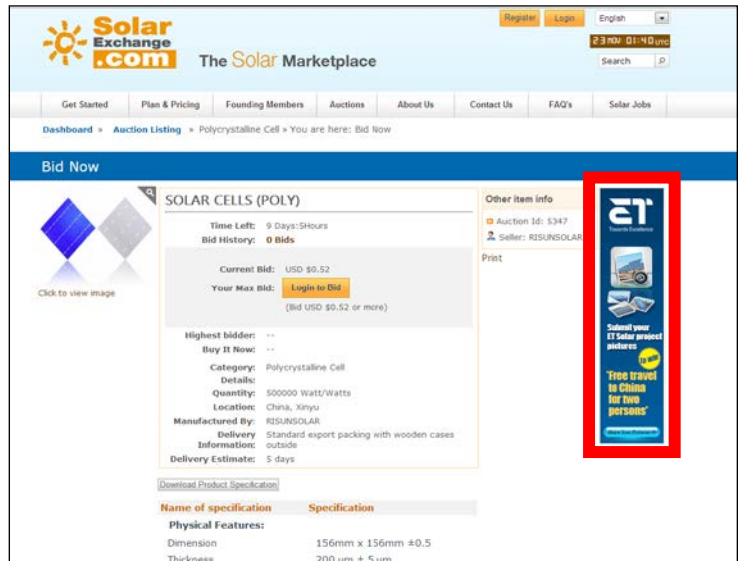 Solar
Exchange
.com
The Solar Marketplace
Register
Login
English
23 NOV 01:40 UTC
Search
Get Started
Plan & Pricing
Founding Members
Auctions
About Us
Contact Us
FAQ's
Solar Jobs
Dashboard » Auction Listing » Polycrystalline Cell » You are here: Bid Now
Bid Now
Click to view image
SOLAR CELLS (POLY)
Time Left: 9 Days:5Hours
Bid History: 0 Bids
Current Bid: USD $0.52
Your Max Bid: Login to Bid
(Bid USD $0.52 or more)
Highest bidder: --
Buy It Now: --
Category: Polycrystalline Cell
Details:
Quantity: 500000 Watt/Watts
Location: China, Xinyu
Manufactured By: RISUNSOLAR
Delivery Information: Standard export packing with wooden cases
outside
Delivery Estimate: 5 days
Download Product Specification
Name of specification Specification
Physical Features:
Dimension 156mm x 156mm ±0.5
Thickness 200 um ± 5 um
Other item info
Auction Id: 5347
Seller: RISUNSOLAR
Print
ET
Towards Excellence
Submit your
ET Solar project
pictures
to win
'Free travel
to China
for two
persons'